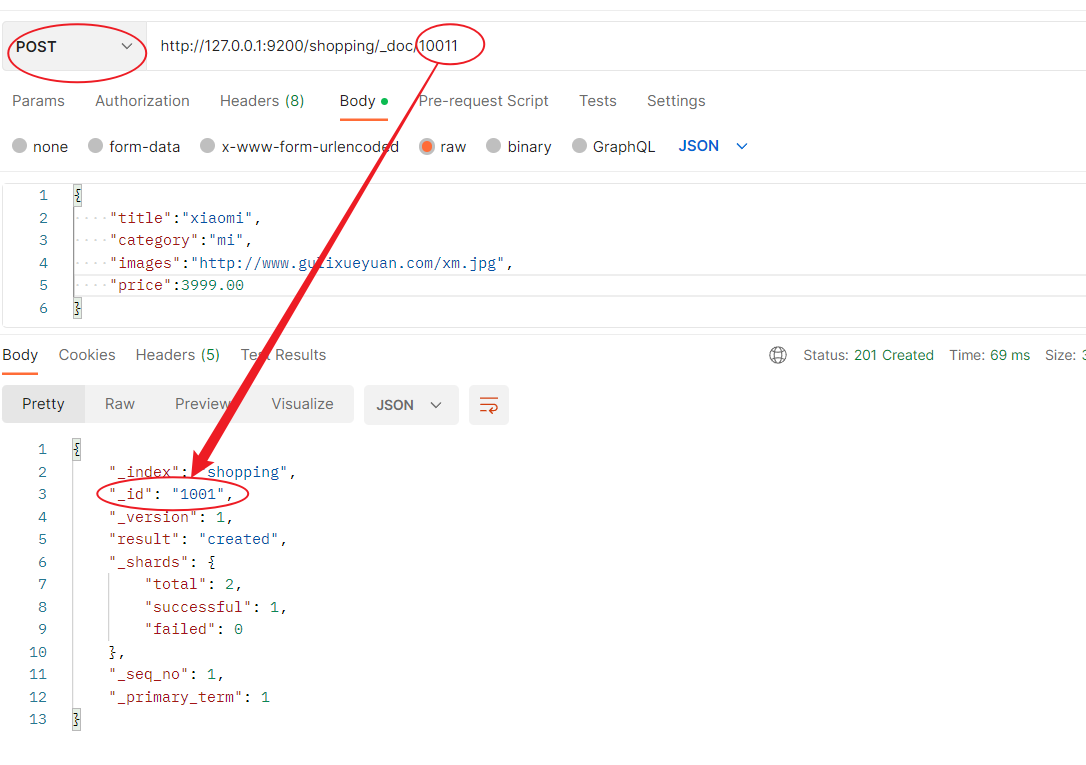 POST http://127.0.0.1:9200/shopping/_doc/10011
Params Authorization Headers (8) Body Pre-request Script Tests Settings
none form-data x-www-form-urlencoded raw binary GraphQL JSON
1 {
2 "title":"xiaomi",
3 "category":"mi",
4 "images":"http://www.gulixueyuan.com/xm.jpg",
5 "price":3999.00
6 }
Body Cookies Headers (5) Test Results Status: 201 Created Time: 69 ms Size: 3
Pretty Raw Preview Visualize JSON
1 {
2 "_index": "shopping",
3 "_id": "1001",
4 "_version": 1,
5 "result": "created",
6 "_shards": {
7 "total": 2,
8 "successful": 1,
9 "failed": 0
10 },
11 "_seq_no": 1,
12 "_primary_term": 1
13 }